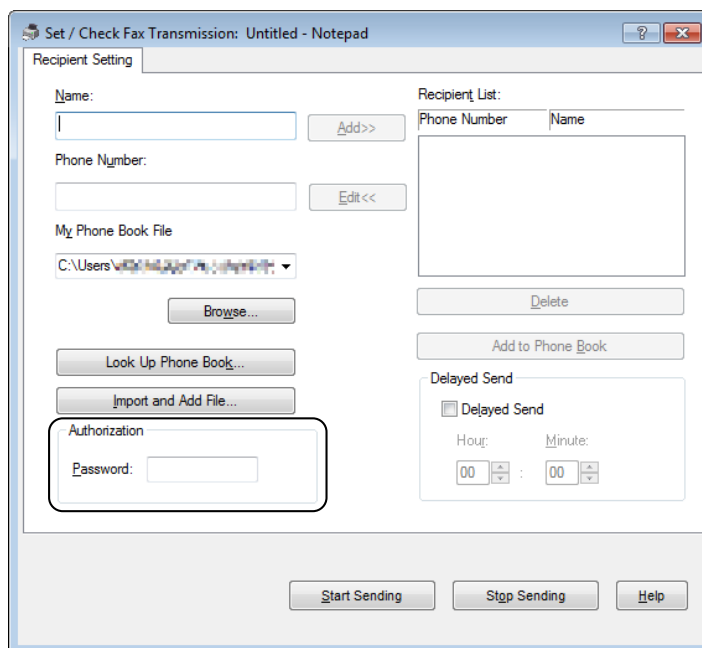 Set / Check Fax Transmission: Untitled - Notepad
Recipient Setting
Name:
Add>>
Phone Number:
Edit<<
My Phone Book File
C:\Users\
Browse...
Look Up Phone Book...
Import and Add File...
Authorization
Password:
Recipient List:
Phone Number Name
Delete
Add to Phone Book
Delayed Send
Delayed Send
Hour: Minute:
00 : 00
Start Sending Stop Sending Help